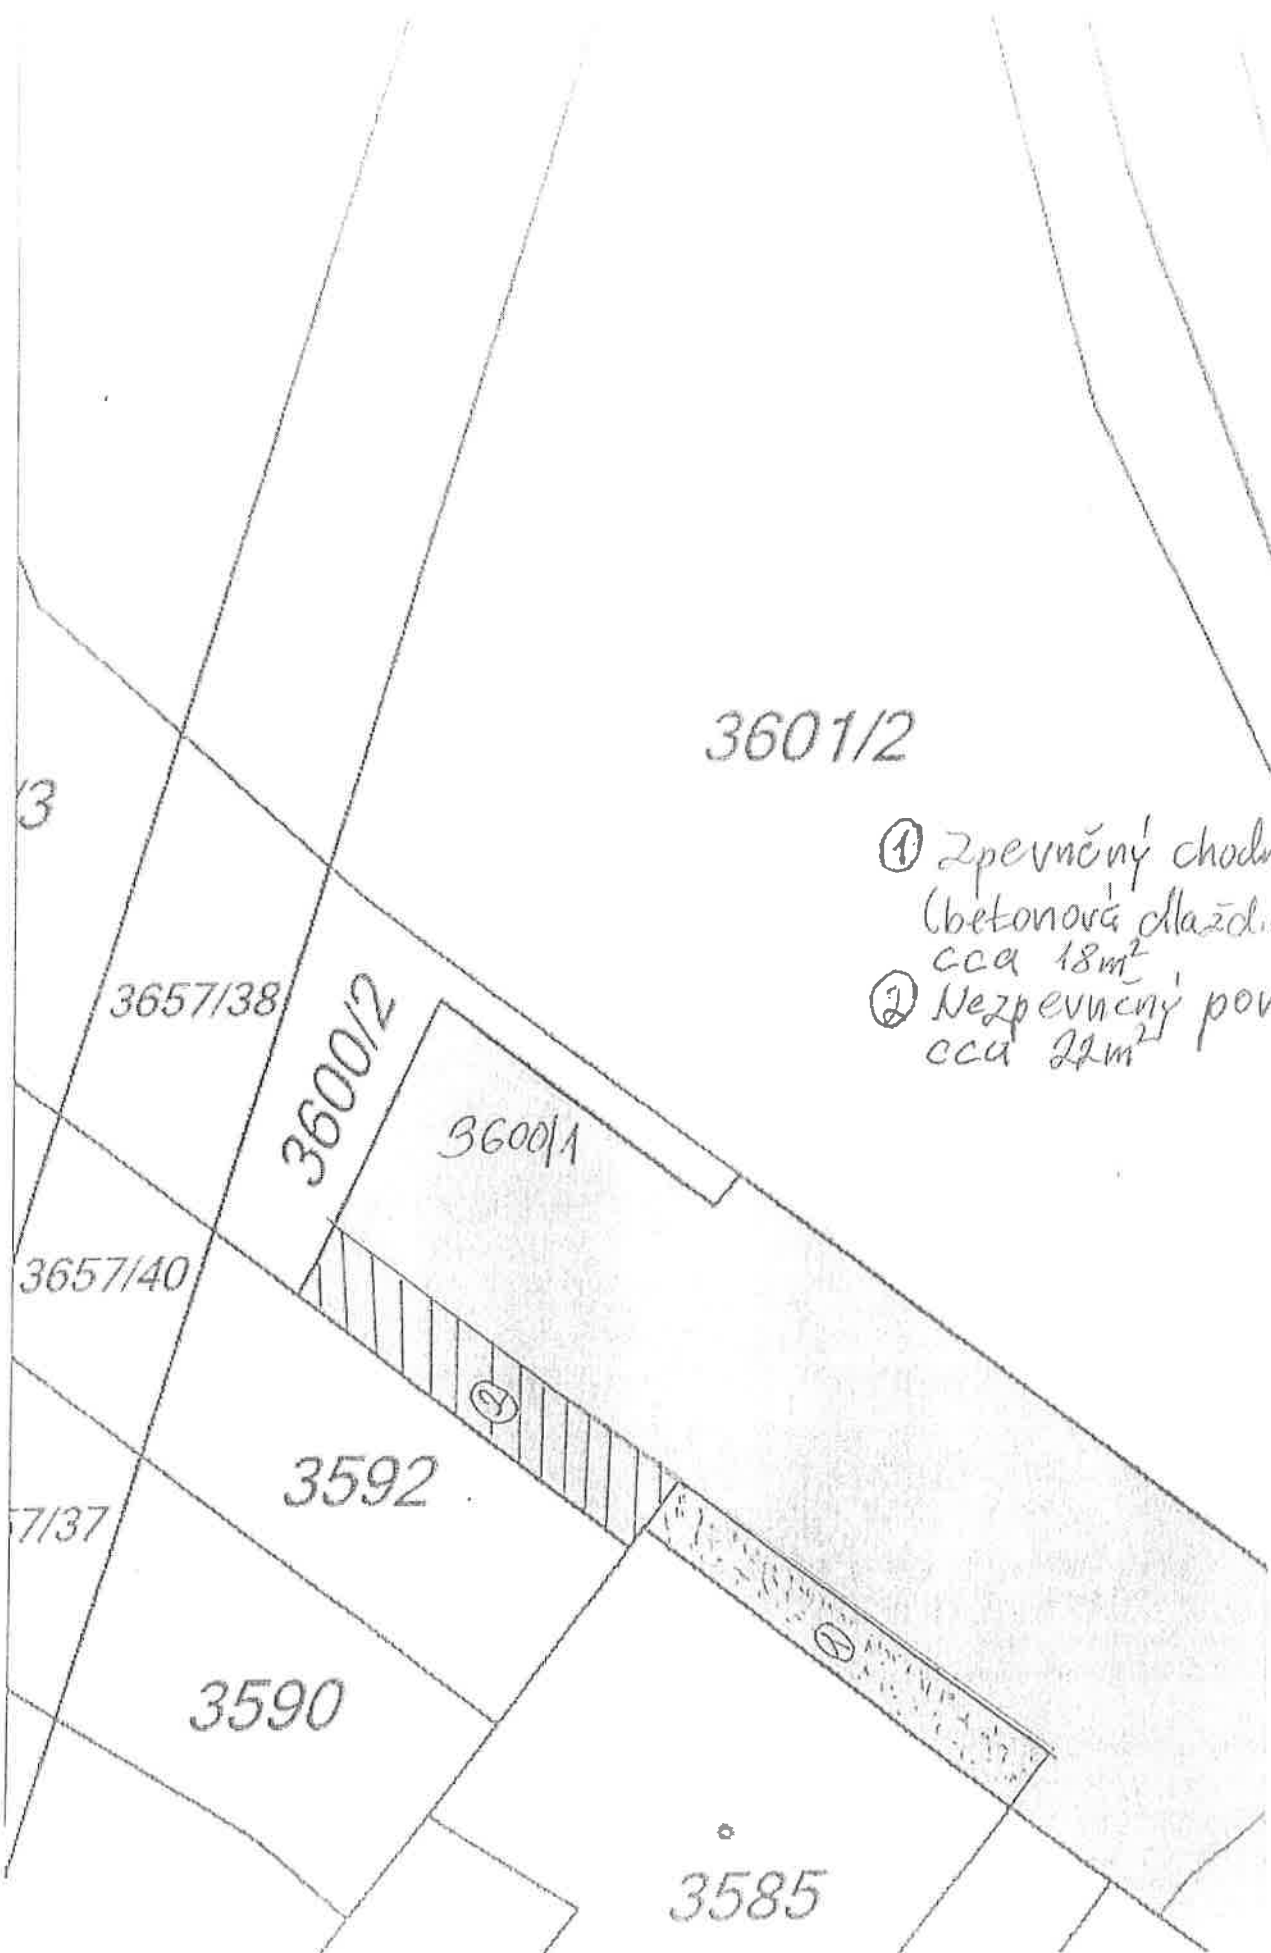 3601/2
/3
① Zpevněný chodn
(betonová dlažd.
cca 18m²
② Nezpevněný pov
cca 22m²
3657/38
3600/2
3600/1
3657/40
②
3592
7/37
①
3590
3585